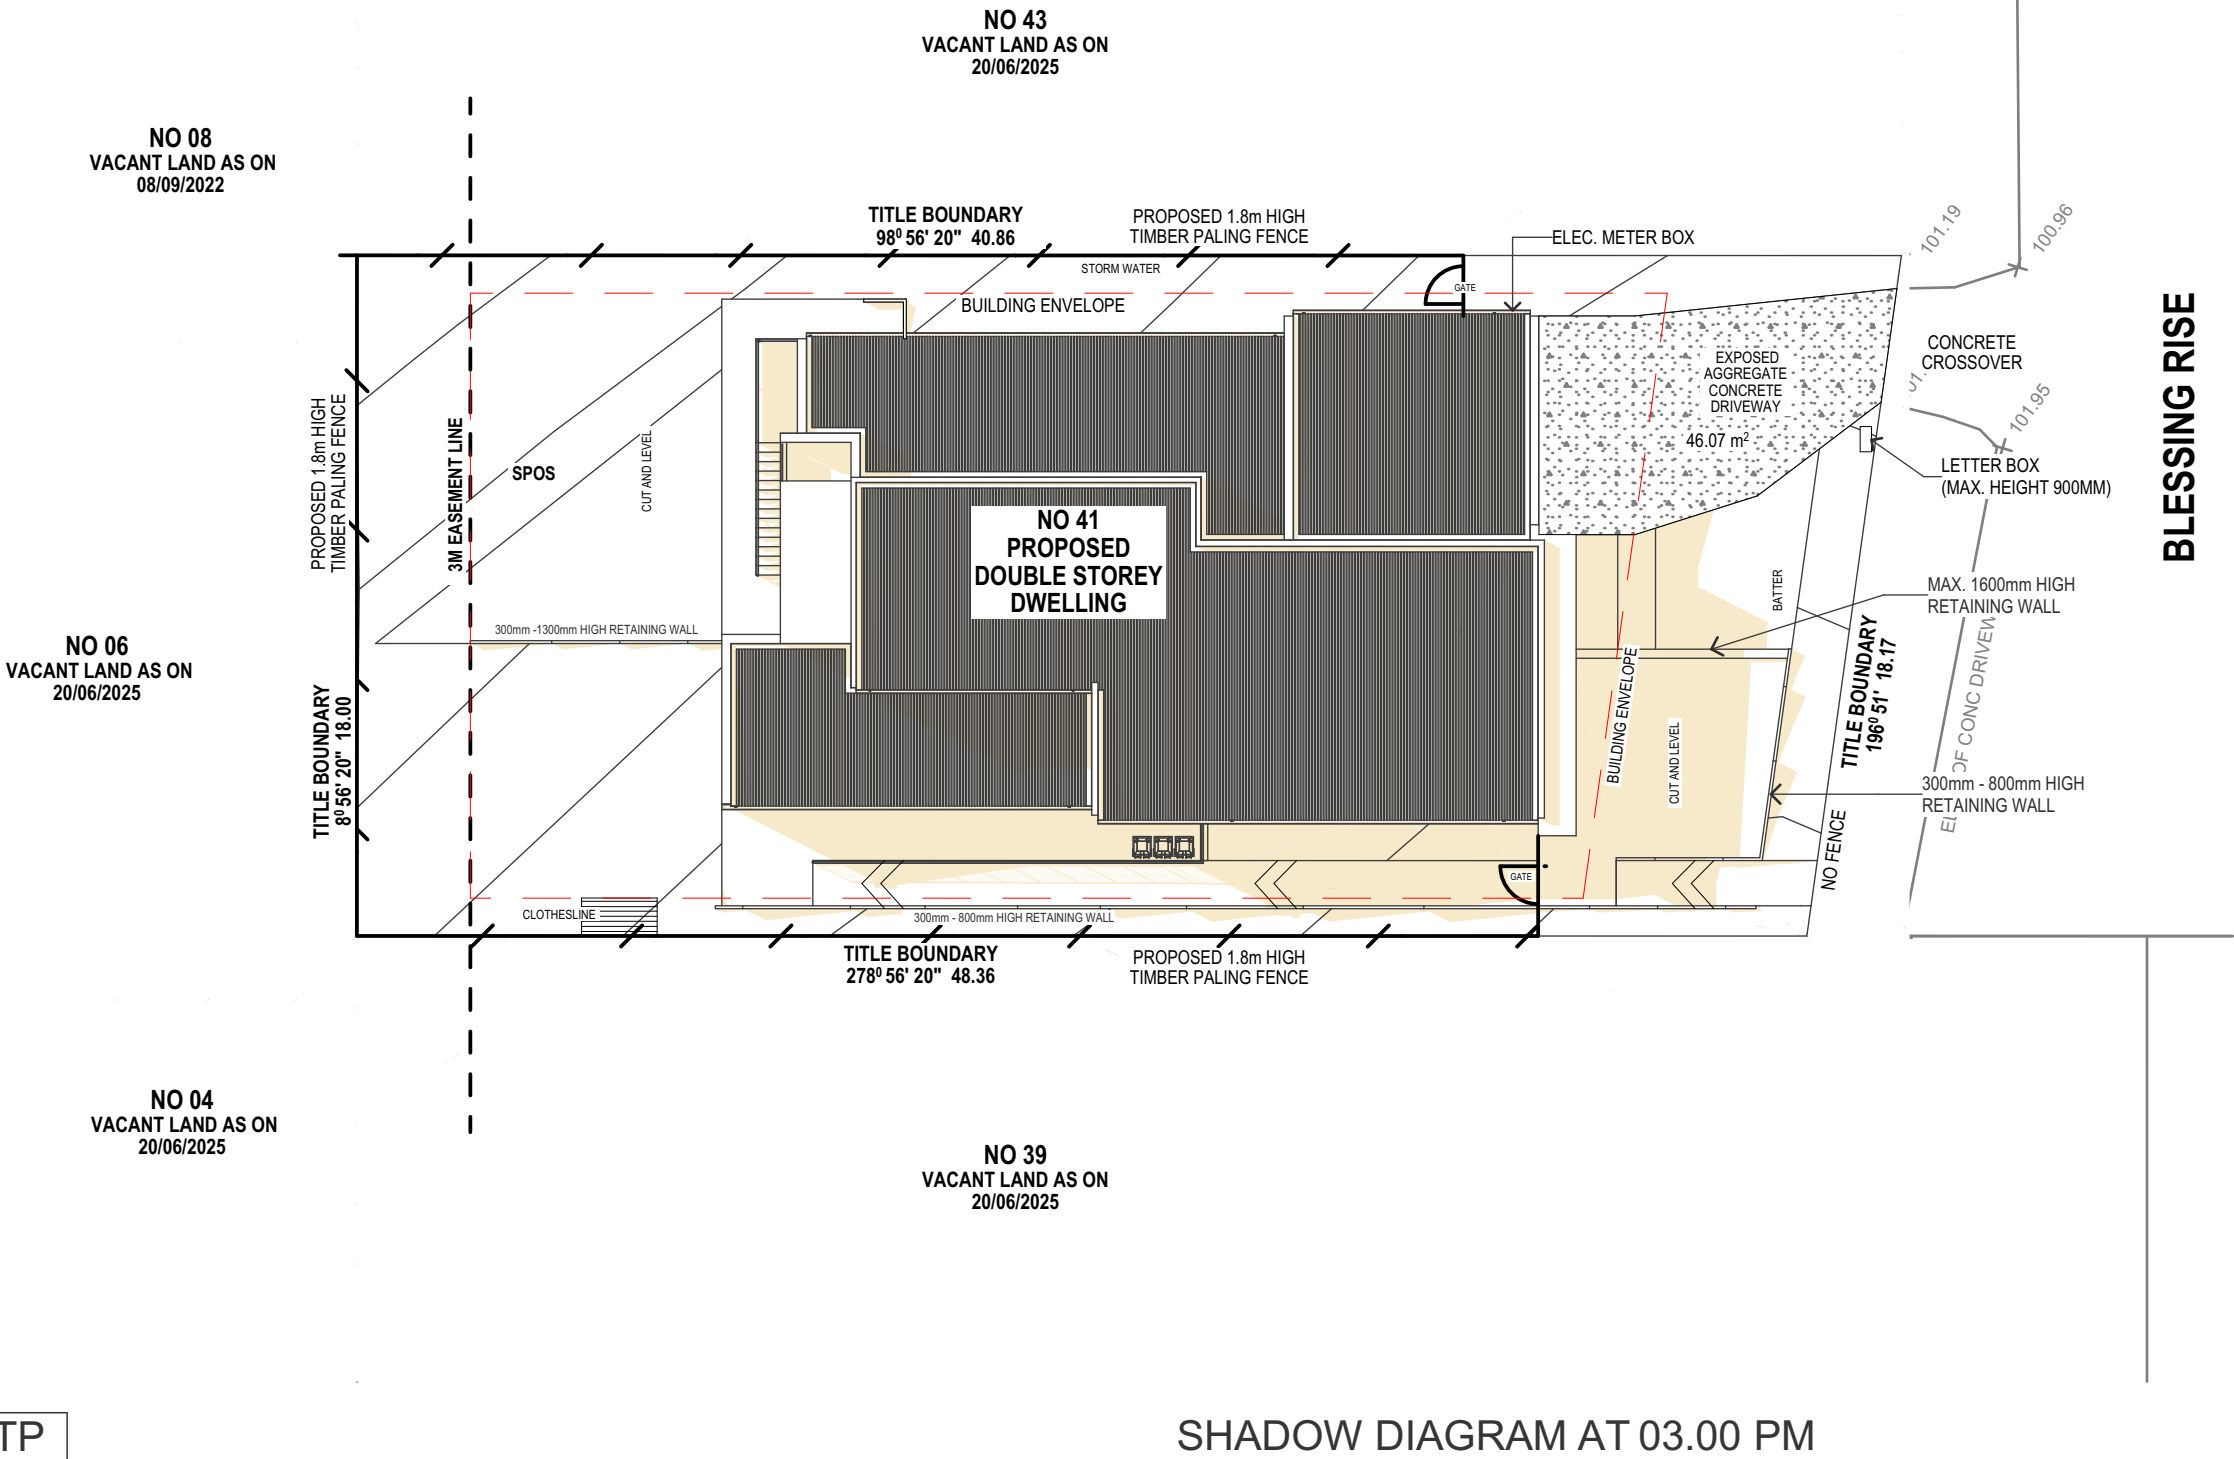 NO 43
VACANT LAND AS ON
20/06/2025
NO 08
VACANT LAND AS ON
08/09/2022
TITLE BOUNDARY
98⁰ 56' 20" 40.86
PROPOSED 1.8m HIGH
TIMBER PALING FENCE
ELEC. METER BOX
101.19
100.96
STORM WATER
BUILDING ENVELOPE
GATE
BLESSING RISE
CONCRETE
CROSSOVER
EXPOSED
AGGREGATE
CONCRETE
DRIVEWAY
46.07 m²
101.95
LETTER BOX
(MAX. HEIGHT 900MM)
PROPOSED 1.8m HIGH
TIMBER PALING FENCE
3M EASEMENT LINE
SPOS
CUT AND LEVEL
NO 41
PROPOSED
DOUBLE STOREY
DWELLING
BATTER
MAX. 1600mm HIGH
RETAINING WALL
300mm -1300mm HIGH RETAINING WALL
NO 06
VACANT LAND AS ON
20/06/2025
TITLE BOUNDARY
8⁰ 56' 20" 18.00
BUILDING ENVELOPE
CUT AND LEVEL
TITLE BOUNDARY
196⁰ 51' 18.17
OF CONC DRIVEW
300mm - 800mm HIGH
RETAINING WALL
NO FENCE
GATE
CLOTHESLINE
300mm - 800mm HIGH RETAINING WALL
TITLE BOUNDARY
278⁰ 56' 20" 48.36
PROPOSED 1.8m HIGH
TIMBER PALING FENCE
NO 04
VACANT LAND AS ON
20/06/2025
NO 39
VACANT LAND AS ON
20/06/2025
TP
SHADOW DIAGRAM AT 03.00 PM